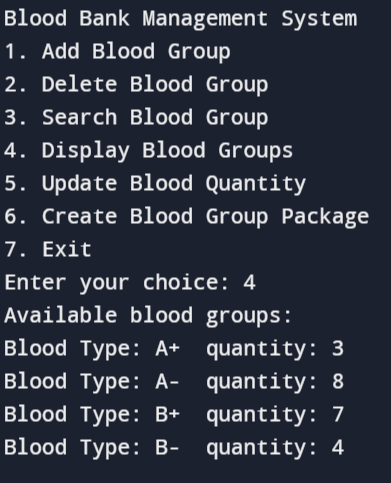 Blood Bank Management System
1. Add Blood Group
2. Delete Blood Group
3. Search Blood Group
4. Display Blood Groups
5. Update Blood Quantity
6. Create Blood Group Package
7. Exit
Enter your choice: 4
Available blood groups:
Blood Type: A+  quantity: 3
Blood Type: A-  quantity: 8
Blood Type: B+  quantity: 7
Blood Type: B-  quantity: 4